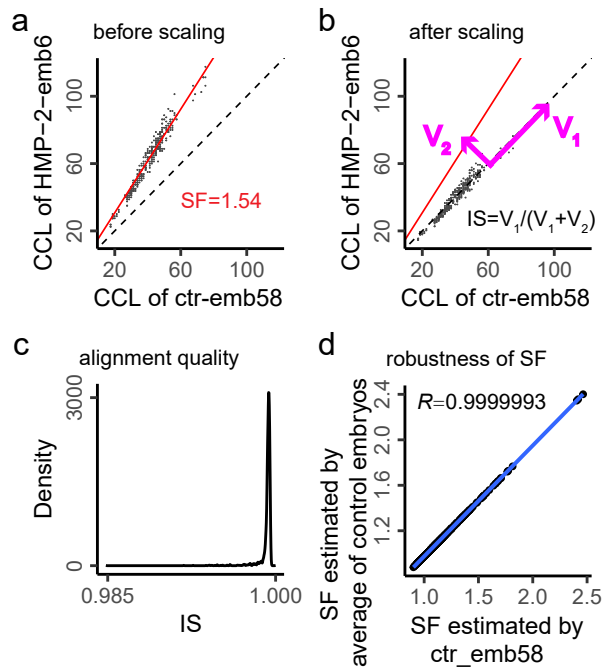 a before scaling
CCL of HMP−2−emb6
100
60
20
SF=1.54
20 60 100
CCL of ctr-emb58
b after scaling
CCL of HMP−2−emb6
100
60
20
V2
V1
IS=V1/(V1+V2)
20 60 100
CCL of ctr-emb58
c alignment quality
Density
3000
0
0.985 1.000
IS
d robustness of SF
SF estimated by
average of control embryos
2.4
2.0
1.6
1.2
R=0.9999993
1.0 1.5 2.0 2.5
SF estimated by
ctr_emb58